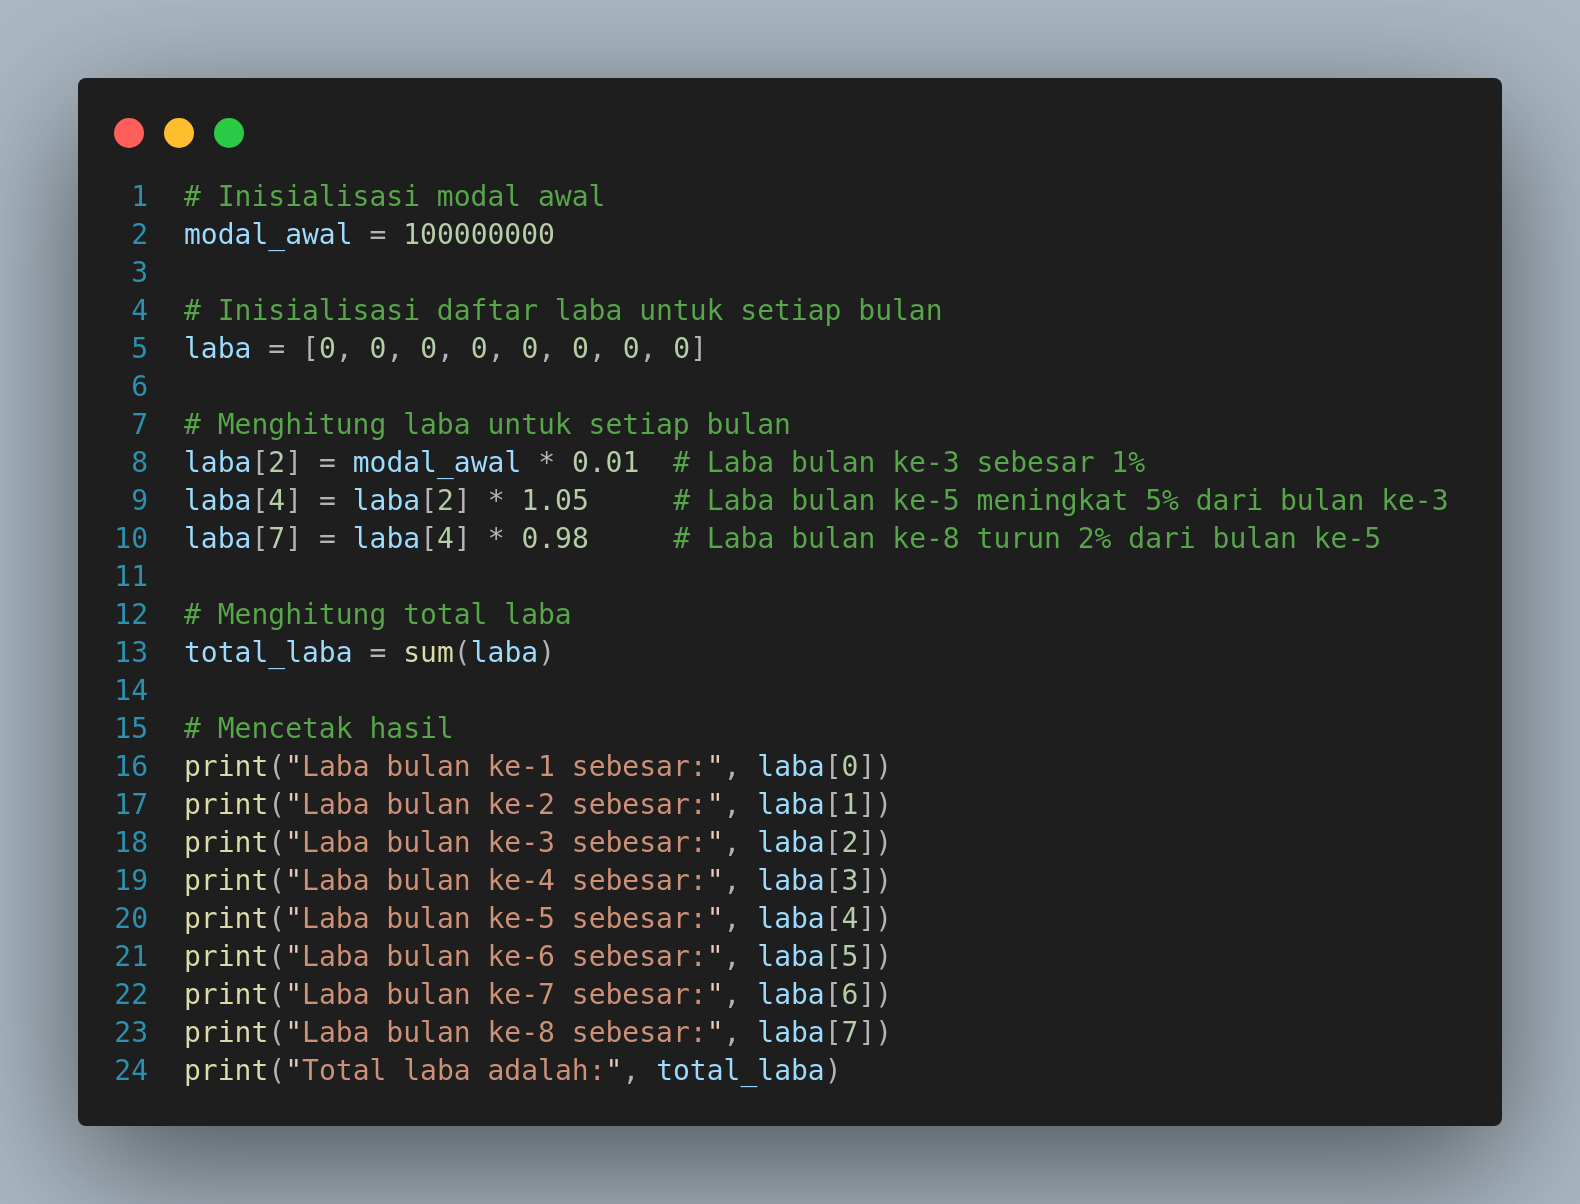 1 # Inisialisasi modal awal
2 modal_awal = 100000000
3
4 # Inisialisasi daftar laba untuk setiap bulan
5 laba = [0, 0, 0, 0, 0, 0, 0, 0]
6
7 # Menghitung laba untuk setiap bulan
8 laba[2] = modal_awal * 0.01  # Laba bulan ke-3 sebesar 1%
9 laba[4] = laba[2] * 1.05     # Laba bulan ke-5 meningkat 5% dari bulan ke-3
10 laba[7] = laba[4] * 0.98     # Laba bulan ke-8 turun 2% dari bulan ke-5
11
12 # Menghitung total laba
13 total_laba = sum(laba)
14
15 # Mencetak hasil
16 print("Laba bulan ke-1 sebesar:", laba[0])
17 print("Laba bulan ke-2 sebesar:", laba[1])
18 print("Laba bulan ke-3 sebesar:", laba[2])
19 print("Laba bulan ke-4 sebesar:", laba[3])
20 print("Laba bulan ke-5 sebesar:", laba[4])
21 print("Laba bulan ke-6 sebesar:", laba[5])
22 print("Laba bulan ke-7 sebesar:", laba[6])
23 print("Laba bulan ke-8 sebesar:", laba[7])
24 print("Total laba adalah:", total_laba)